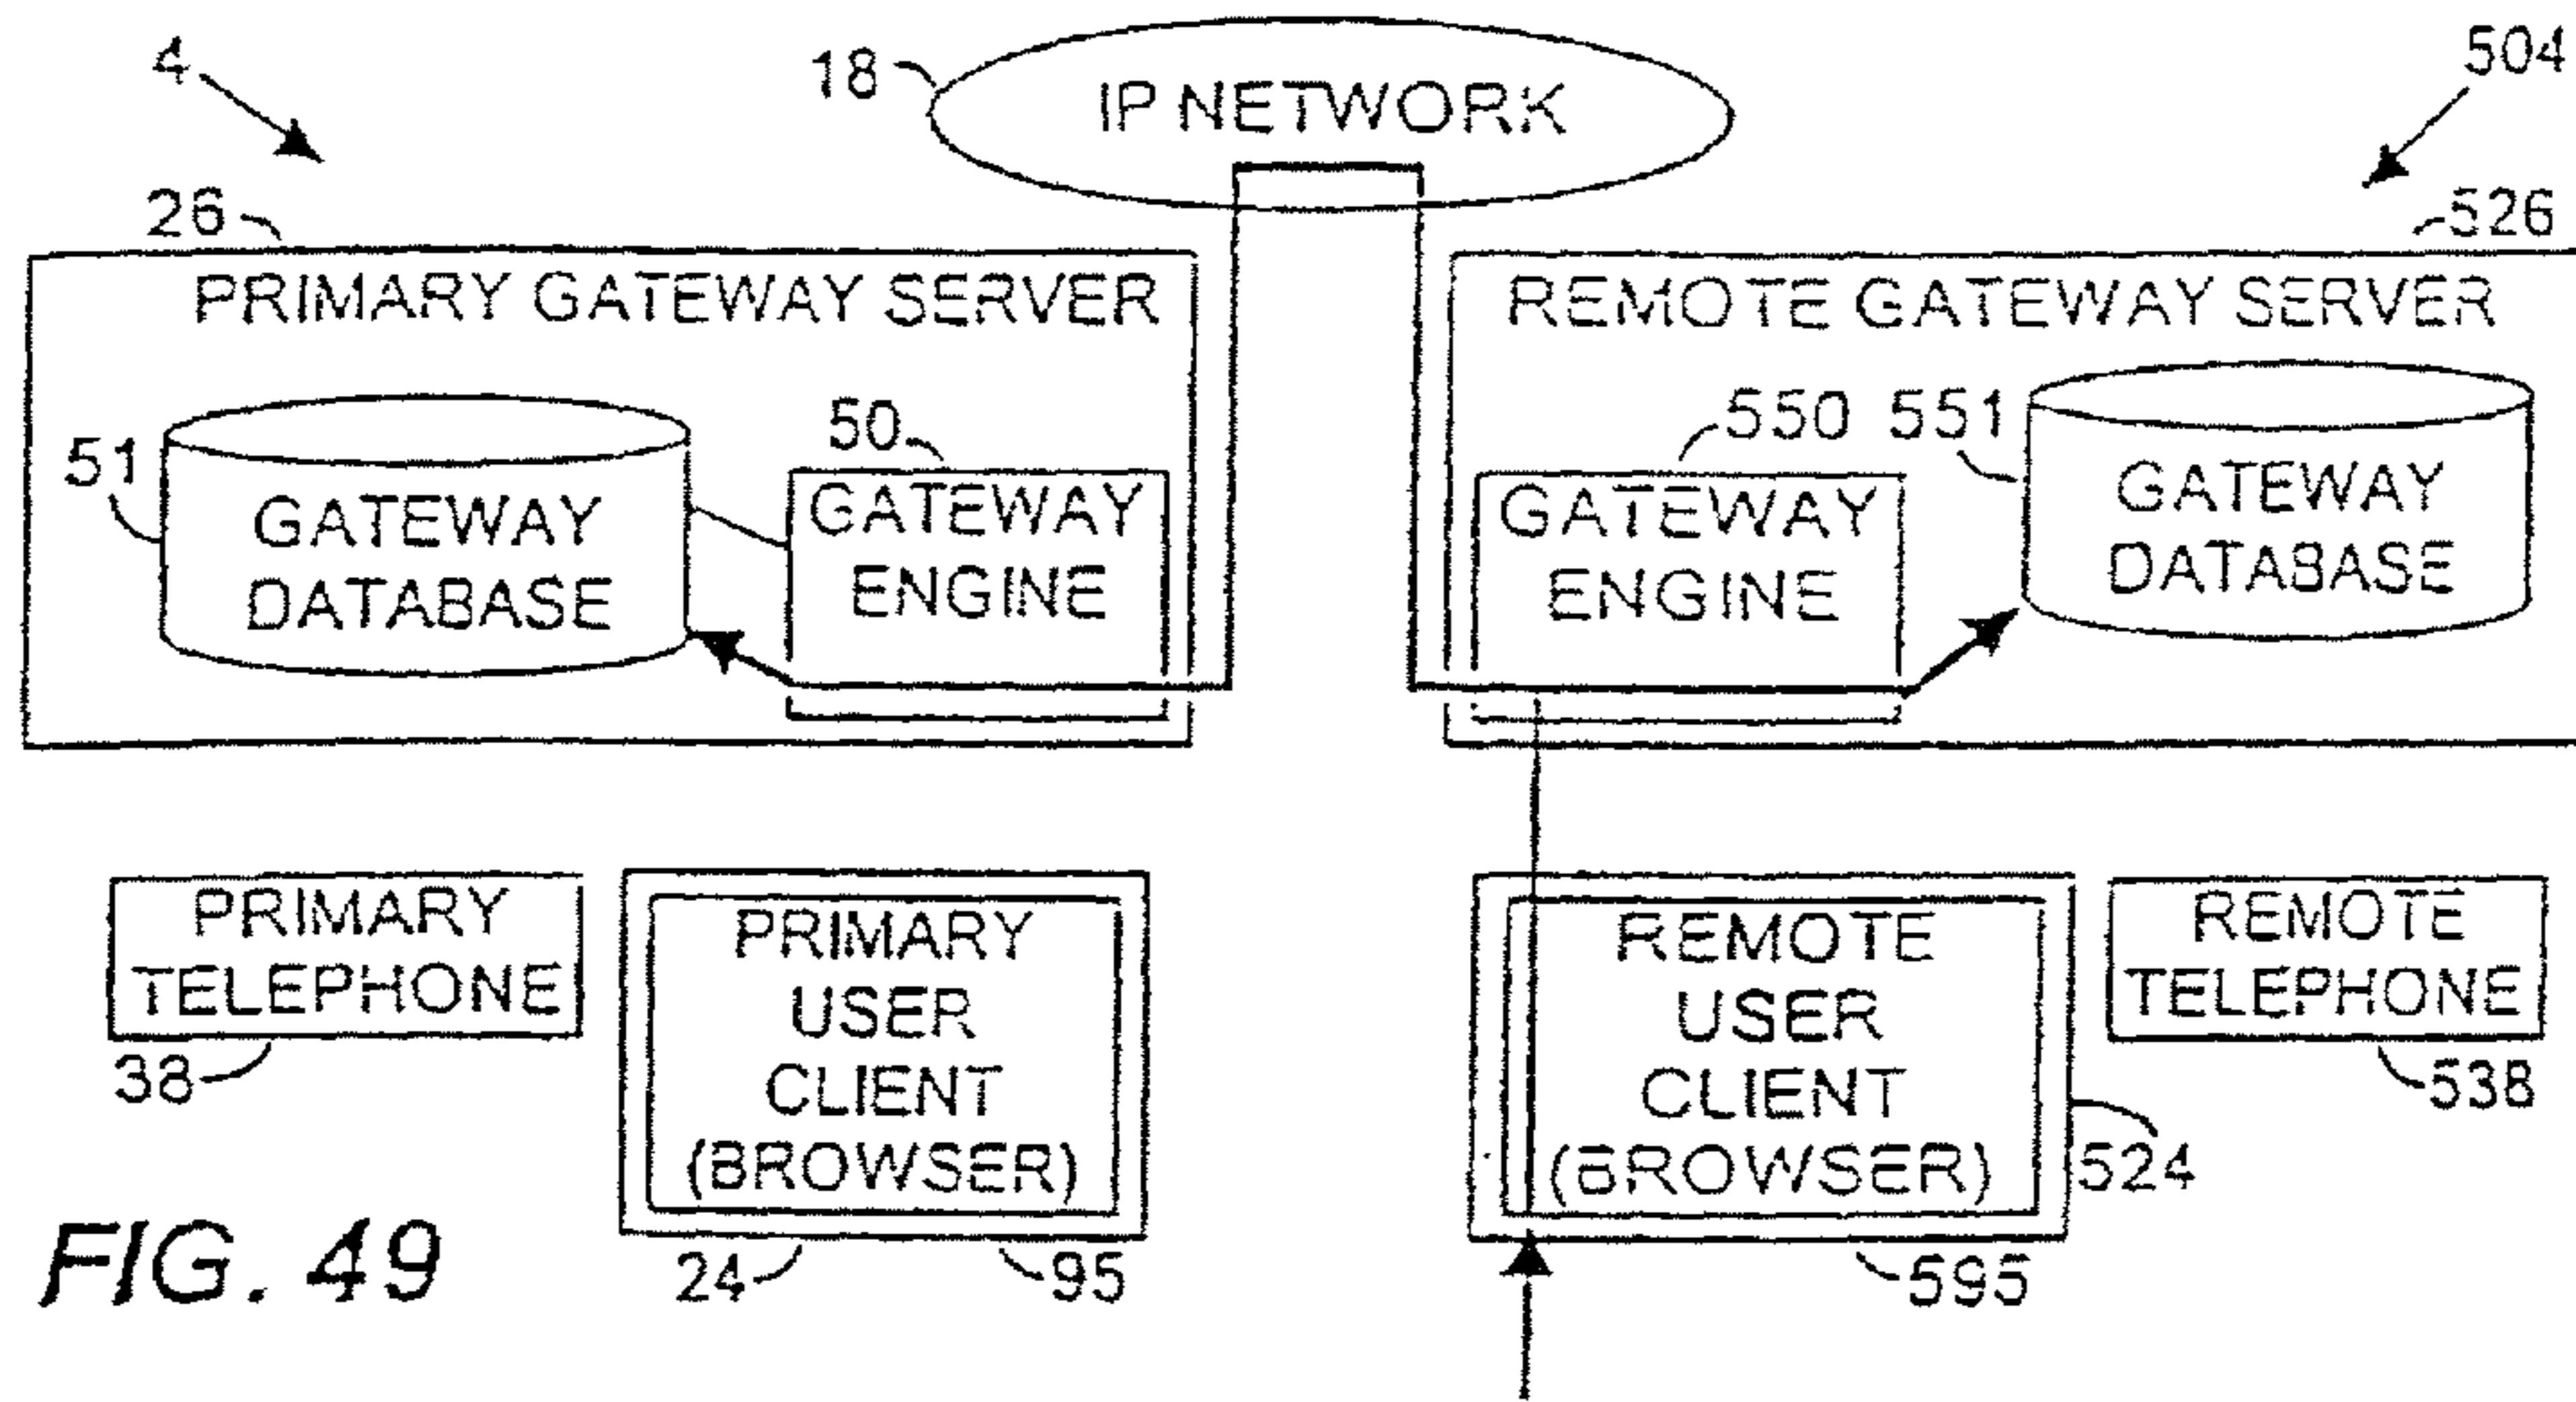 4
18
IP NETWORK
504
26
526
PRIMARY GATEWAY SERVER
REMOTE GATEWAY SERVER
51
GATEWAY
DATABASE
50
GATEWAY
ENGINE
550
GATEWAY
ENGINE
551
GATEWAY
DATABASE
PRIMARY
TELEPHONE
38
PRIMARY
USER
CLIENT
(BROWSER)
24
95
REMOTE
USER
CLIENT
(BROWSER)
524
595
REMOTE
TELEPHONE
538
FIG. 49